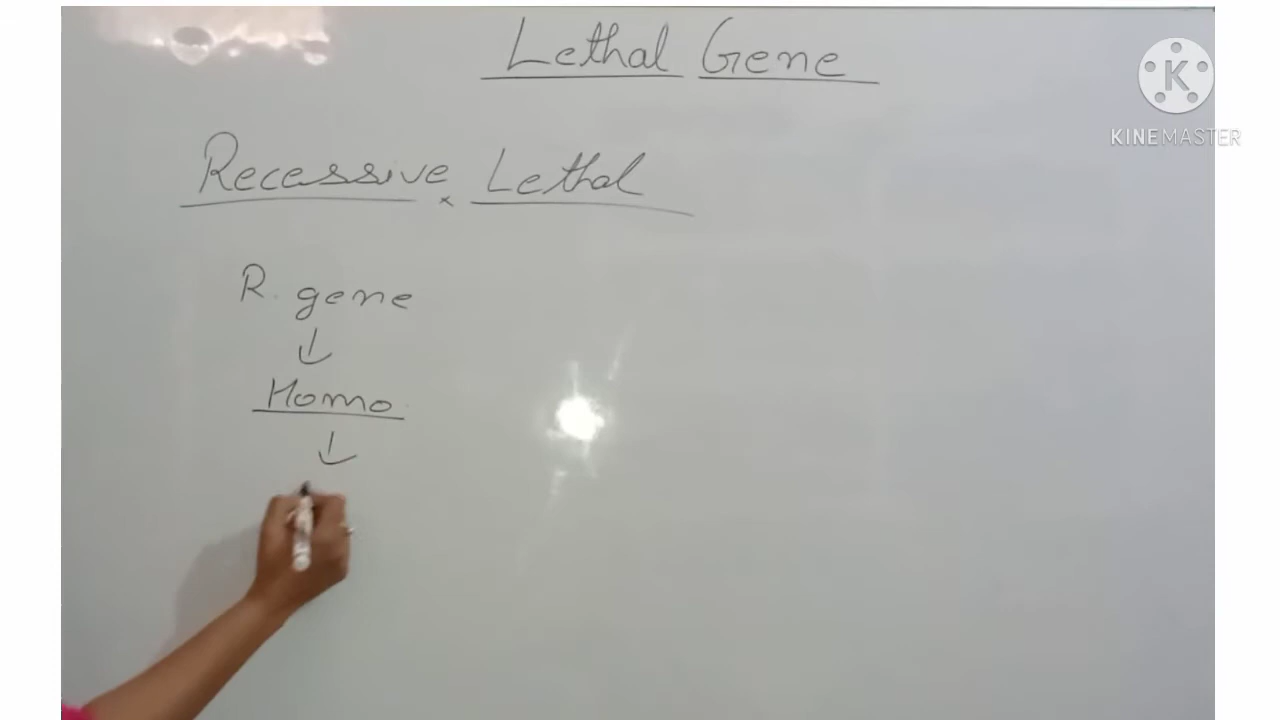 Lethal Gene
K
KINEMASTER
Recessive Lethal
R. gene
Homo